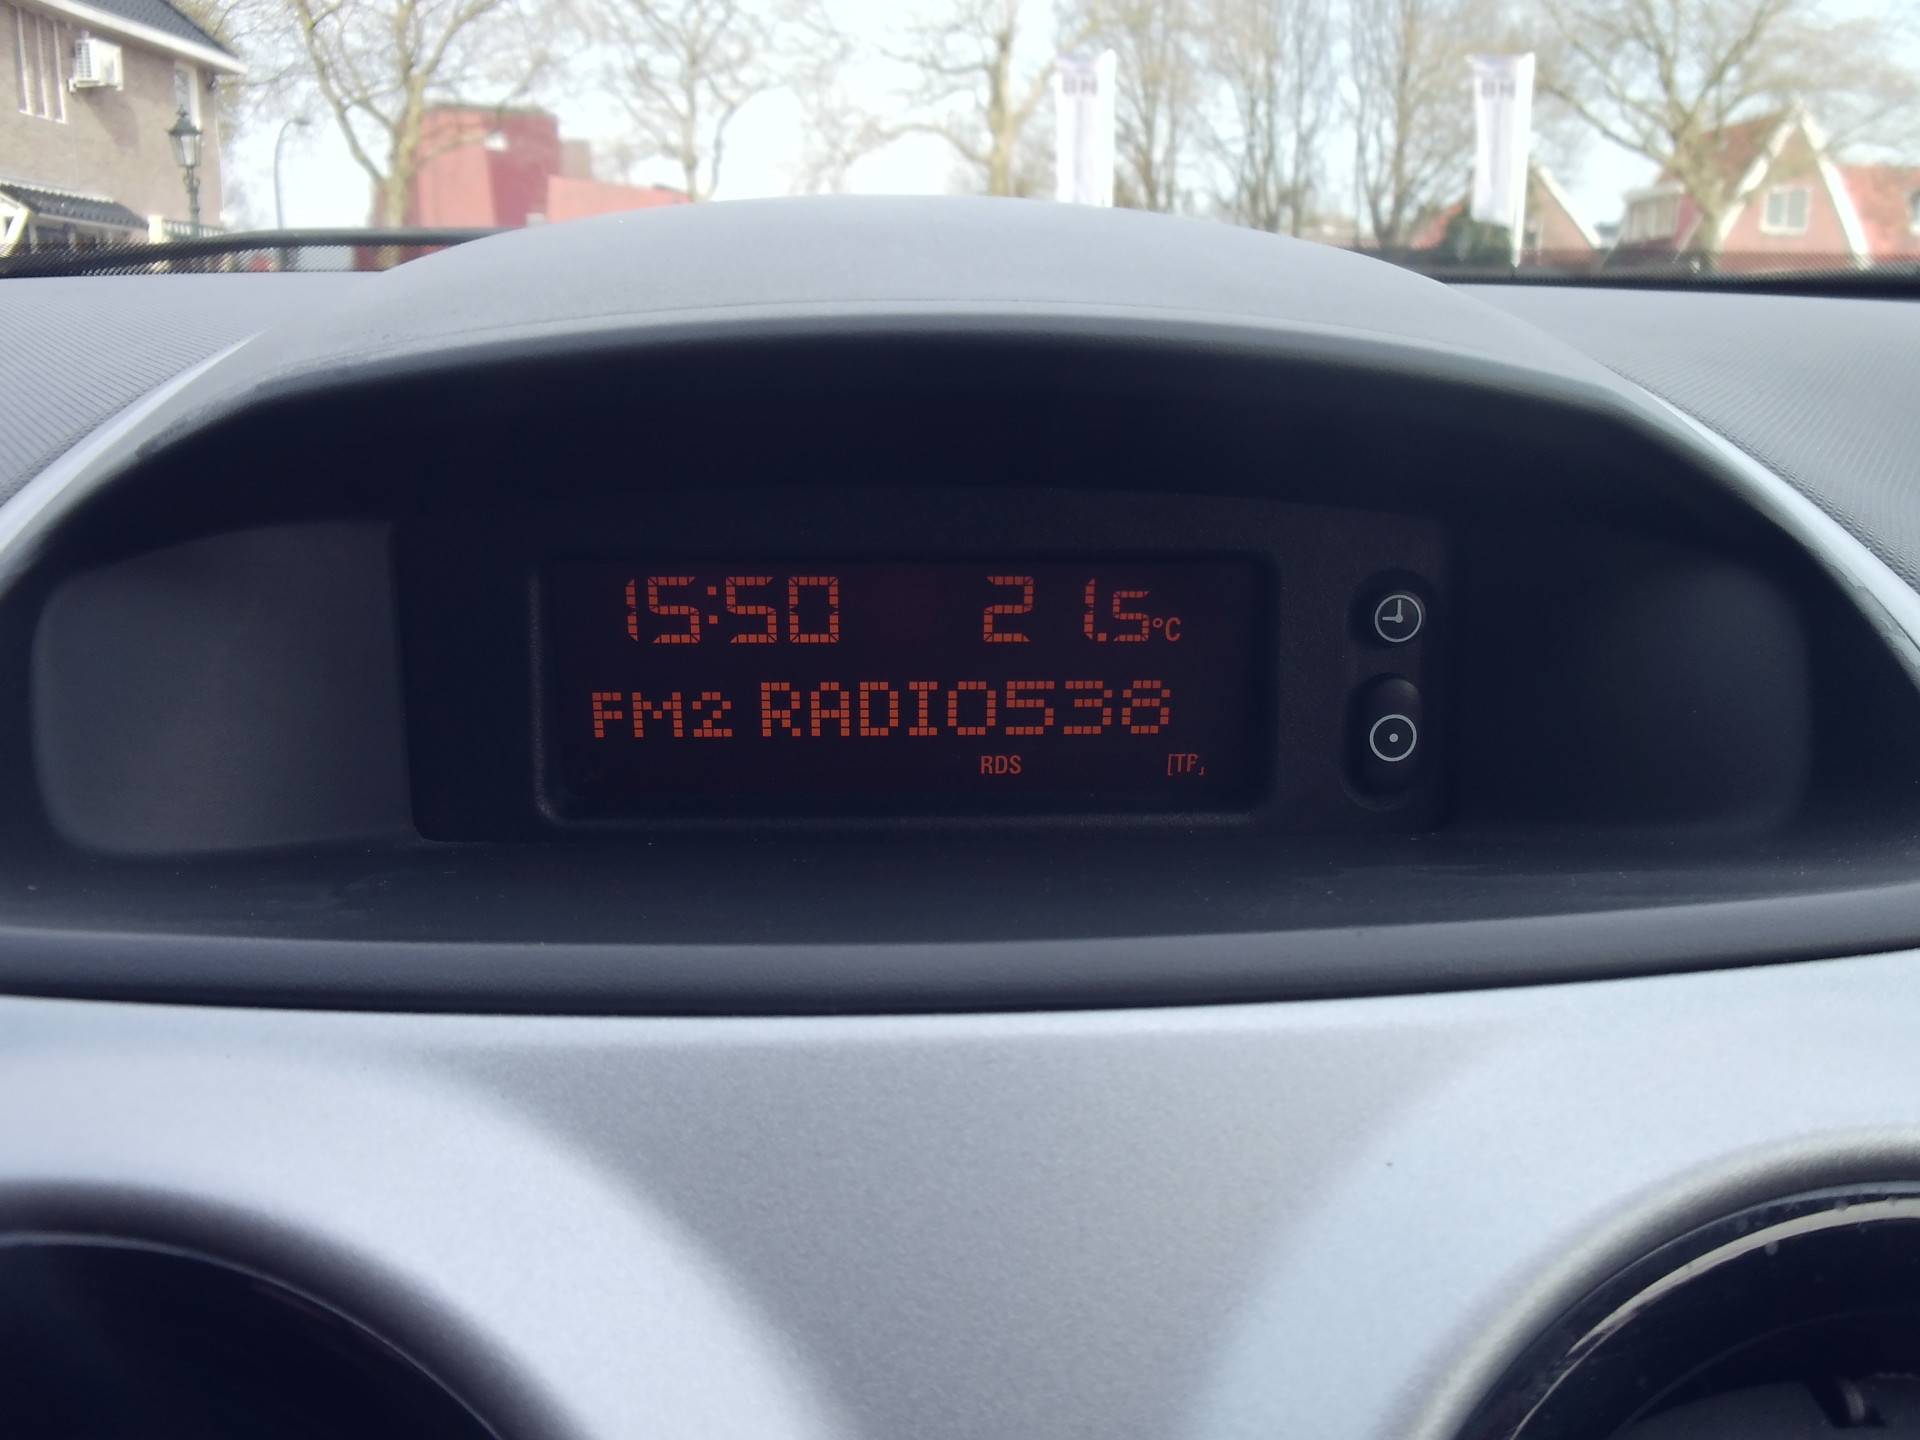 15:50 21.5°C
FM2 RADIO538
RDS [TP]